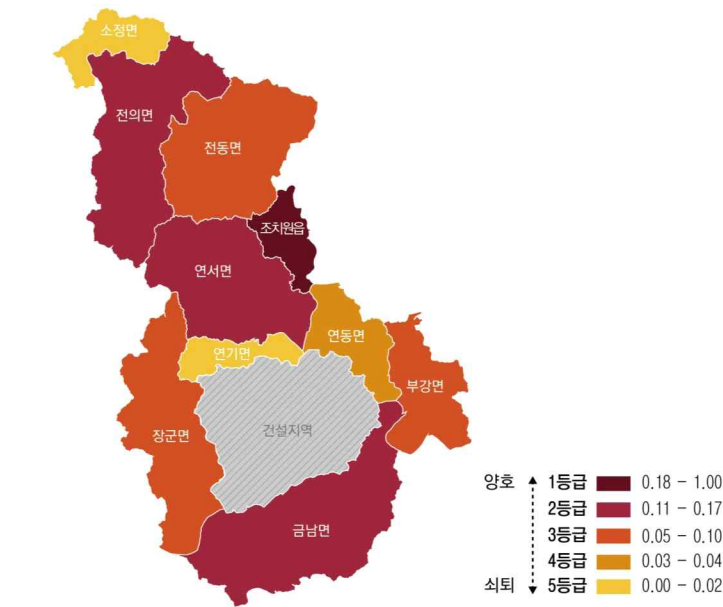 소정면
전의면
전동면
조치원읍
연서면
연동면
연기면
부강면
장군면
건설지역
금남면
양호 1등급 0.18 - 1.00
2등급 0.11 - 0.17
3등급 0.05 - 0.10
4등급 0.03 - 0.04
쇠퇴 5등급 0.00 - 0.02